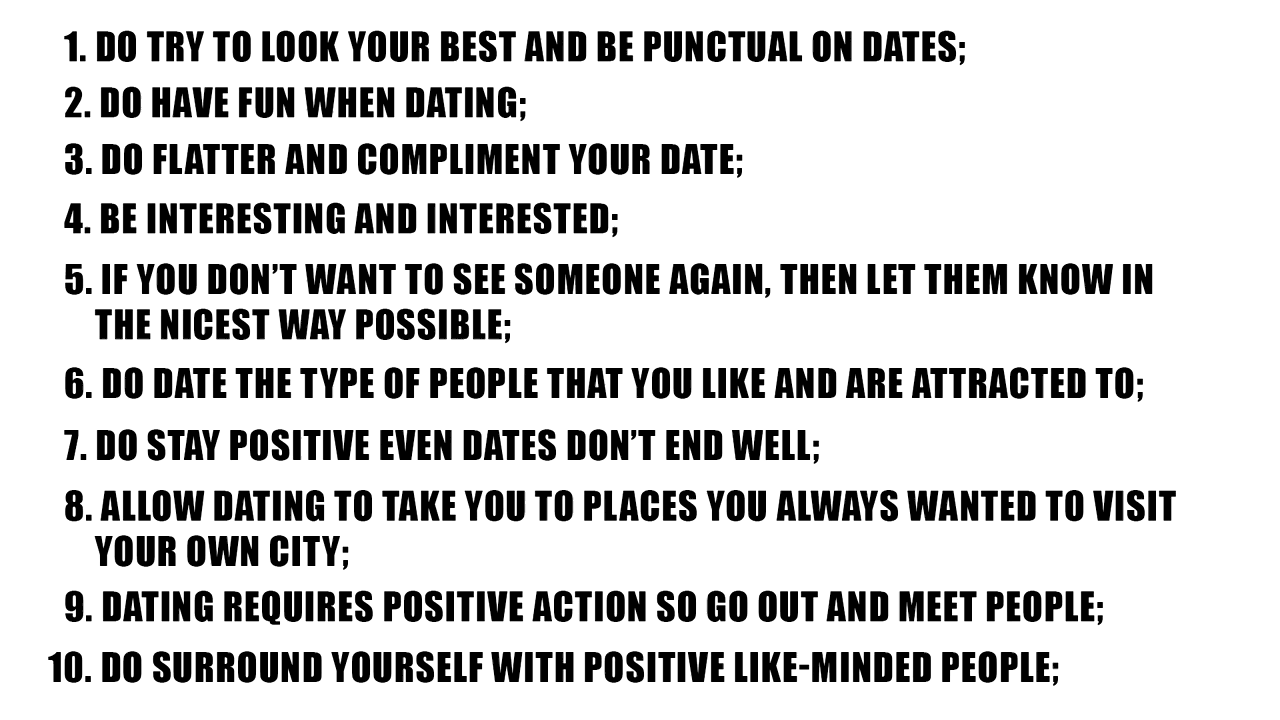 1. DO TRY TO LOOK YOUR BEST AND BE PUNCTUAL ON DATES;
2. DO HAVE FUN WHEN DATING;
3. DO FLATTER AND COMPLIMENT YOUR DATE;
4. BE INTERESTING AND INTERESTED;
5. IF YOU DON’T WANT TO SEE SOMEONE AGAIN, THEN LET THEM KNOW IN
THE NICEST WAY POSSIBLE;
6. DO DATE THE TYPE OF PEOPLE THAT YOU LIKE AND ARE ATTRACTED TO;
7. DO STAY POSITIVE EVEN DATES DON’T END WELL;
8. ALLOW DATING TO TAKE YOU TO PLACES YOU ALWAYS WANTED TO VISIT
YOUR OWN CITY;
9. DATING REQUIRES POSITIVE ACTION SO GO OUT AND MEET PEOPLE;
10. DO SURROUND YOURSELF WITH POSITIVE LIKE-MINDED PEOPLE;